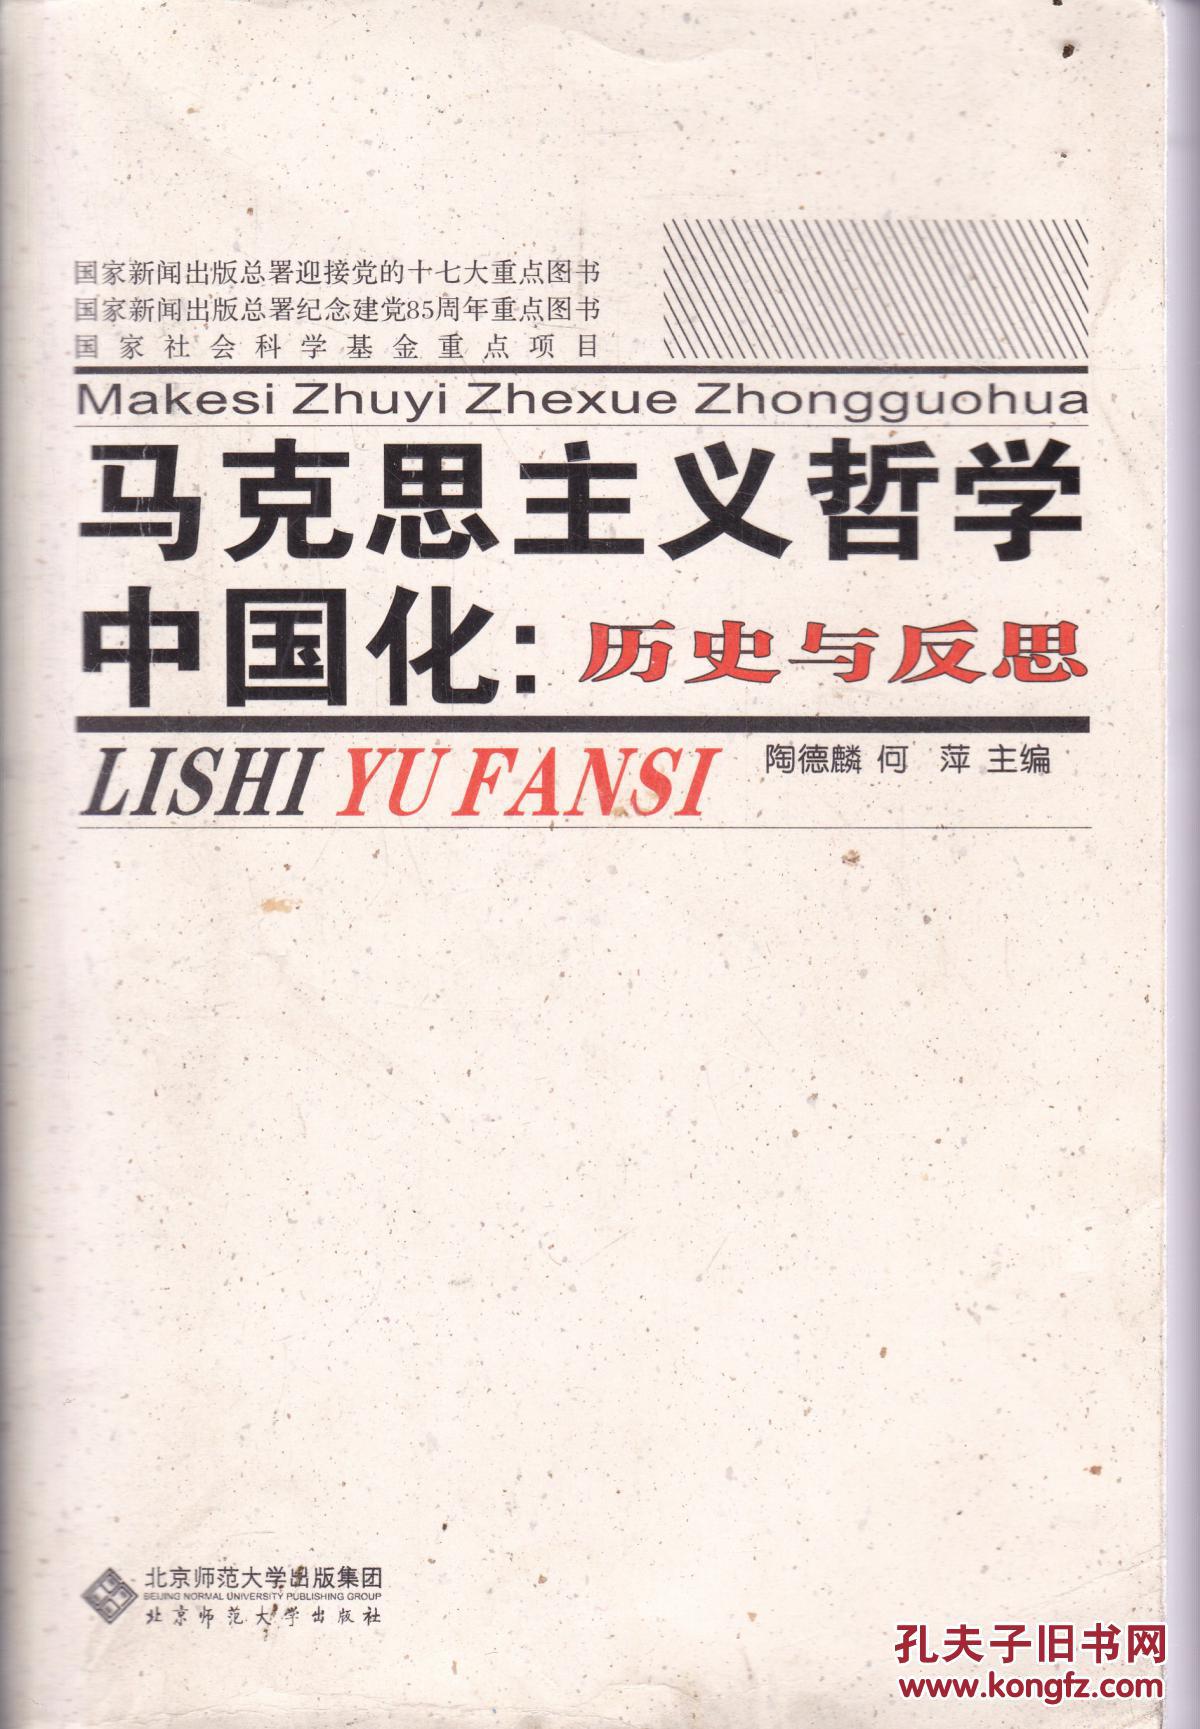 国家新闻出版总署迎接党的十七大重点图书
国家新闻出版总署纪念建党85周年重点图书
国家社会科学基金重点项目
Makesi Zhuyi Zhexue Zhongguohua
马克思主义哲学
中国化：历史与反思
LISHI YU FANSI 陶德麟 何 萍 主编
北京师范大学出版集团
BEIJING NORMAL UNIVERSITY PUBLISHING GROUP
北京师范大学出版社
孔夫子旧书网
www.kongfz.com